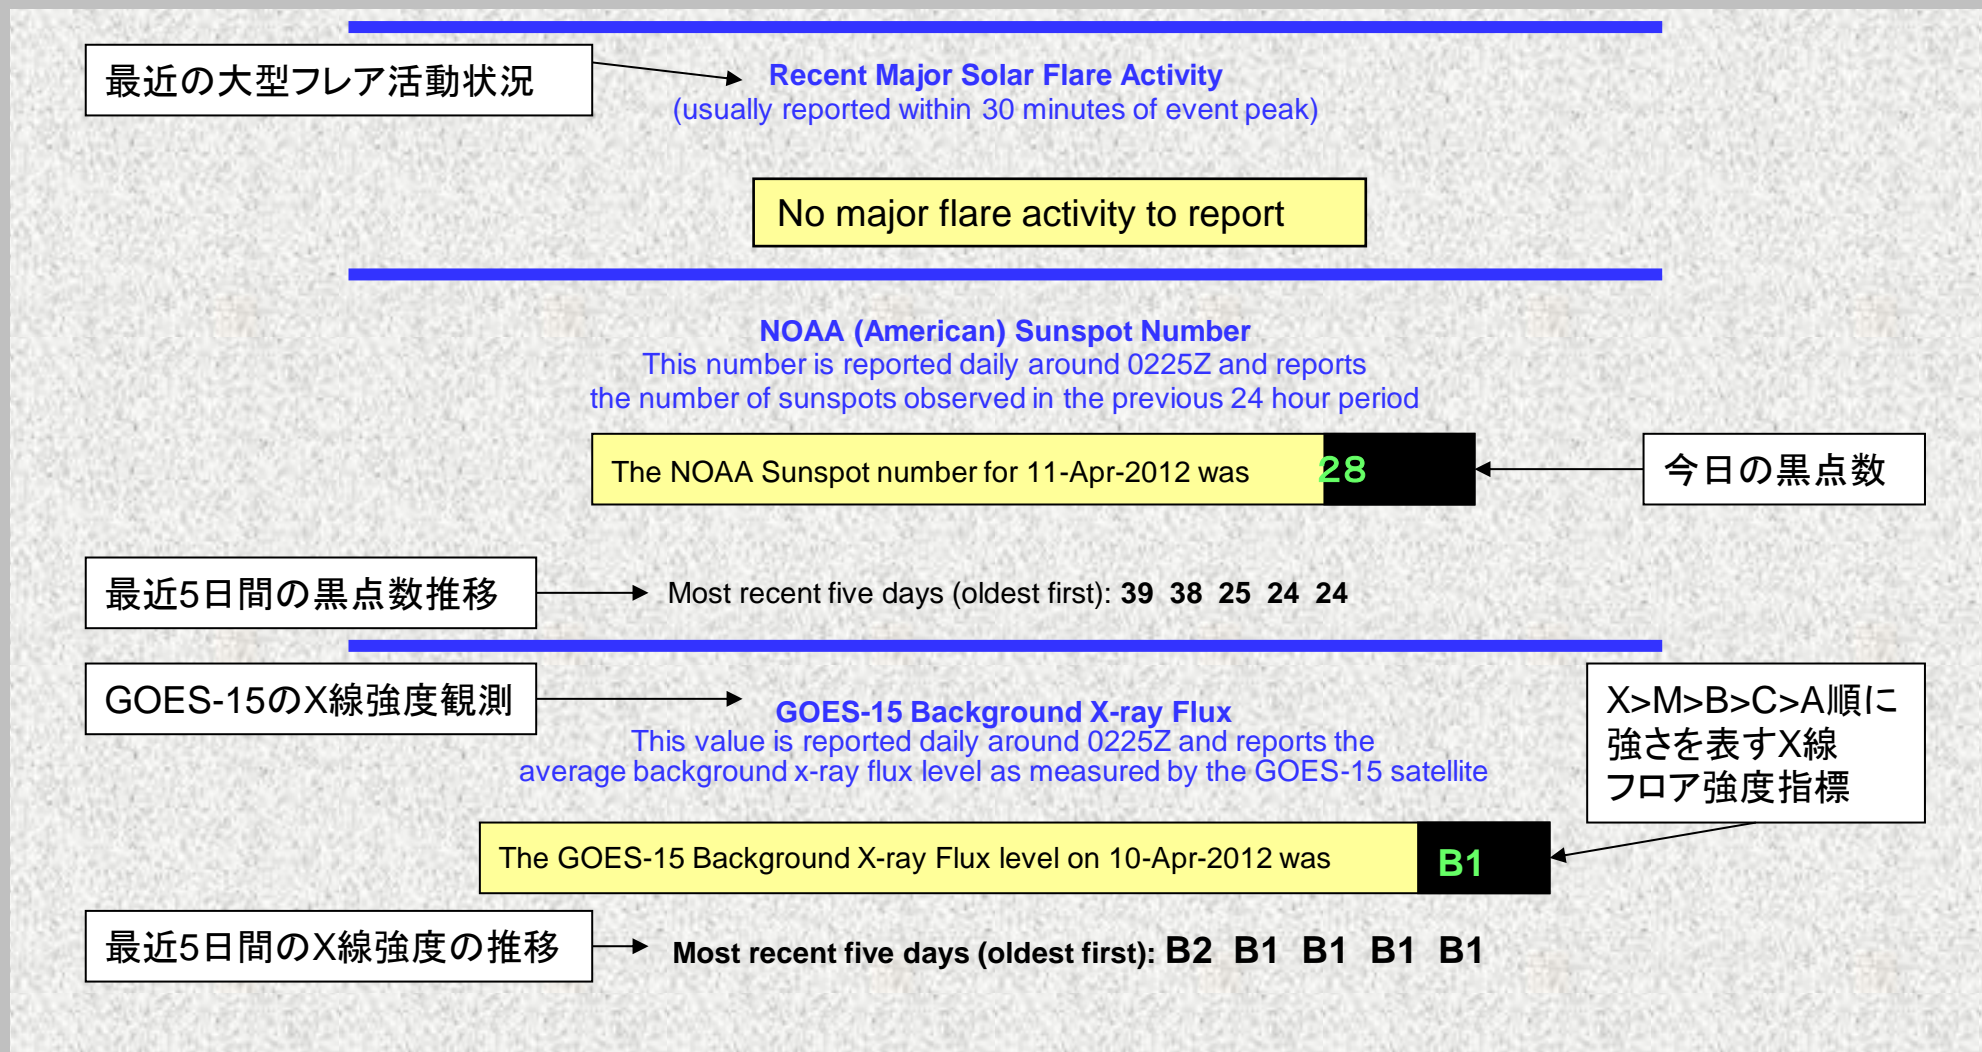 最近の大型フレア活動状況
Recent Major Solar Flare Activity
(usually reported within 30 minutes of event peak)
No major flare activity to report
NOAA (American) Sunspot Number
This number is reported daily around 0225Z and reports
the number of sunspots observed in the previous 24 hour period
The NOAA Sunspot number for 11-Apr-2012 was 28
今日の黒点数
最近5日間の黒点数推移
Most recent five days (oldest first): 39 38 25 24 24
GOES-15のX線強度観測
GOES-15 Background X-ray Flux
This value is reported daily around 0225Z and reports the
average background x-ray flux level as measured by the GOES-15 satellite
X>M>B>C>A順に
強さを表すX線
フロア強度指標
The GOES-15 Background X-ray Flux level on 10-Apr-2012 was B1
最近5日間のX線強度の推移
Most recent five days (oldest first): B2 B1 B1 B1 B1